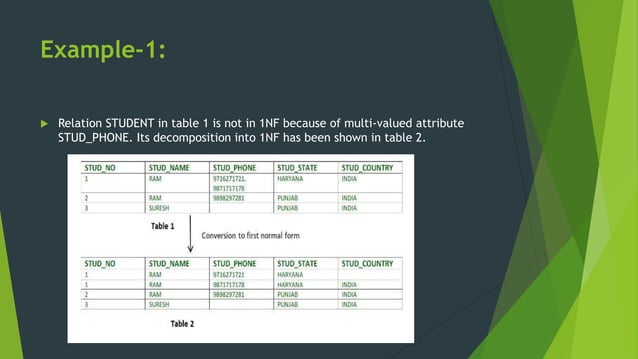 Example-1:
Relation STUDENT in table 1 is not in 1NF because of multi-valued attribute
STUD_PHONE. Its decomposition into 1NF has been shown in table 2.
STUD_NO STUD_NAME STUD_PHONE STUD_STATE STUD_COUNTRY
1 RAM 9716271721, HARYANA INDIA
9871717178
2 RAM 9898297281 PUNJAB INDIA
3 SURESH PUNJAB INDIA
Table 1
Conversion to first normal form
STUD_NO STUD_NAME STUD_PHONE STUD_STATE STUD_COUNTRY
1 RAM 9716271721 HARYANA
1 RAM 9871717178 HARYANA INDIA
2 RAM 9898297281 PUNJAB INDIA
3 SURESH PUNJAB INDIA
Table 2